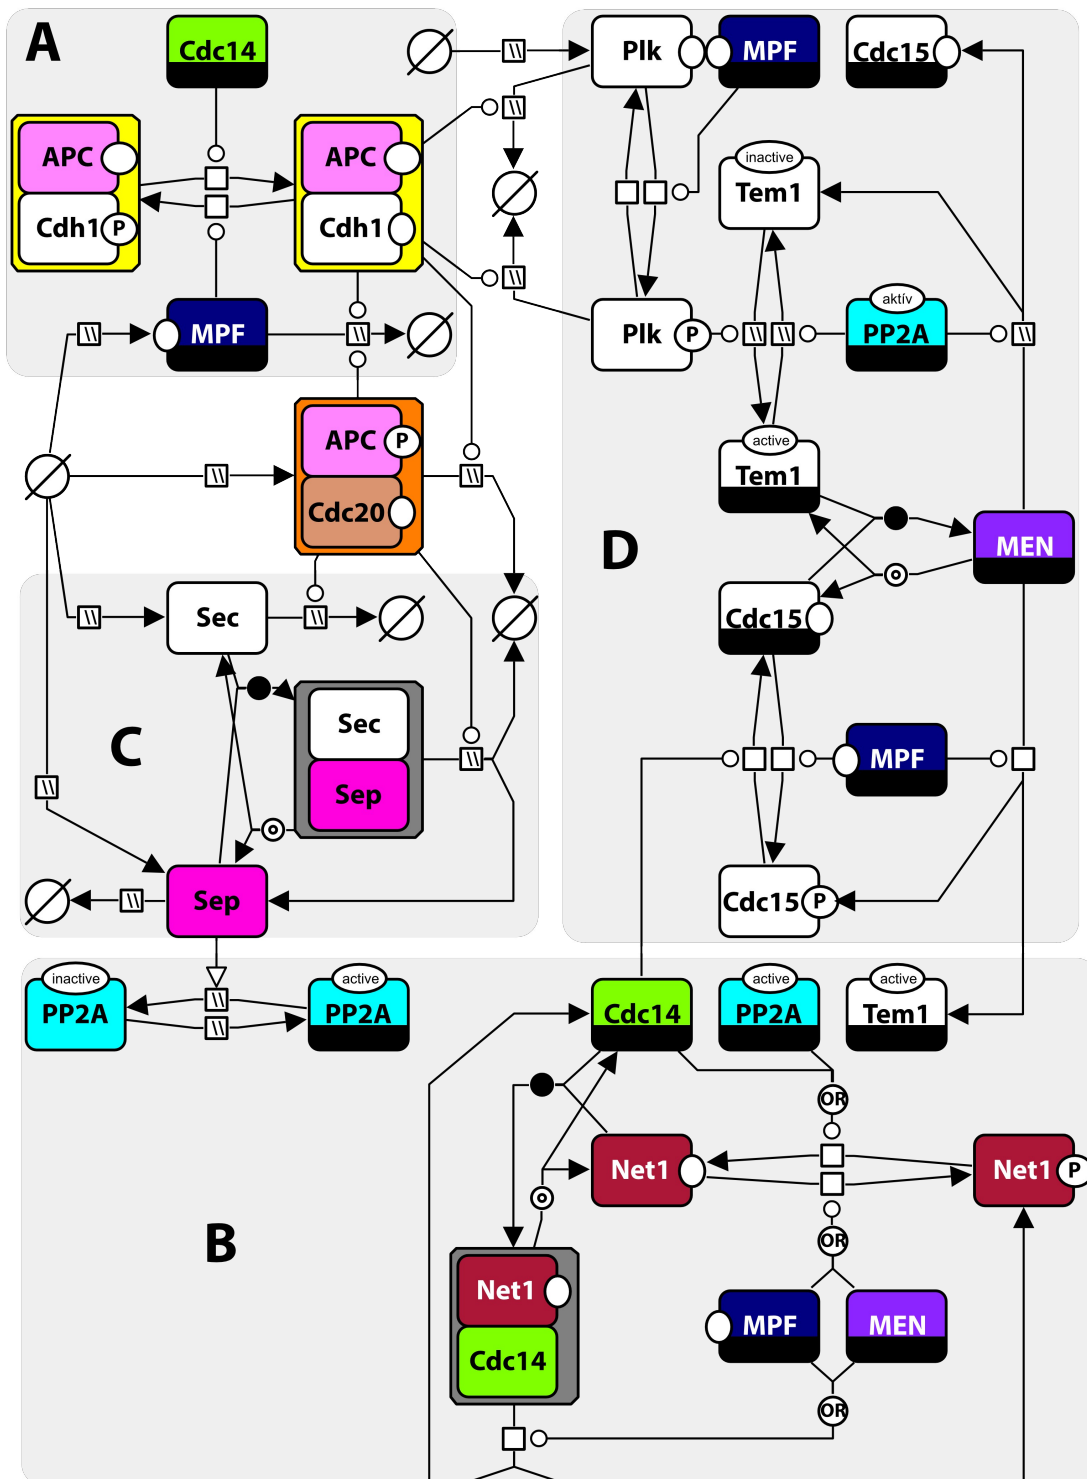 A
Cdc14
Plk
MPF
Cdc15
APC
Cdh1
P
APC
Cdh1
inactive
Tem1
MPF
Plk
P
aktív
PP2A
APC
P
Cdc20
active
Tem1
D
MEN
Sec
Cdc15
C
Sec
Sep
MPF
Sep
Cdc15
P
inactive
PP2A
active
PP2A
Cdc14
active
PP2A
active
Tem1
OR
Net1
Net1
P
B
OR
Net1
Cdc14
MPF
MEN
OR